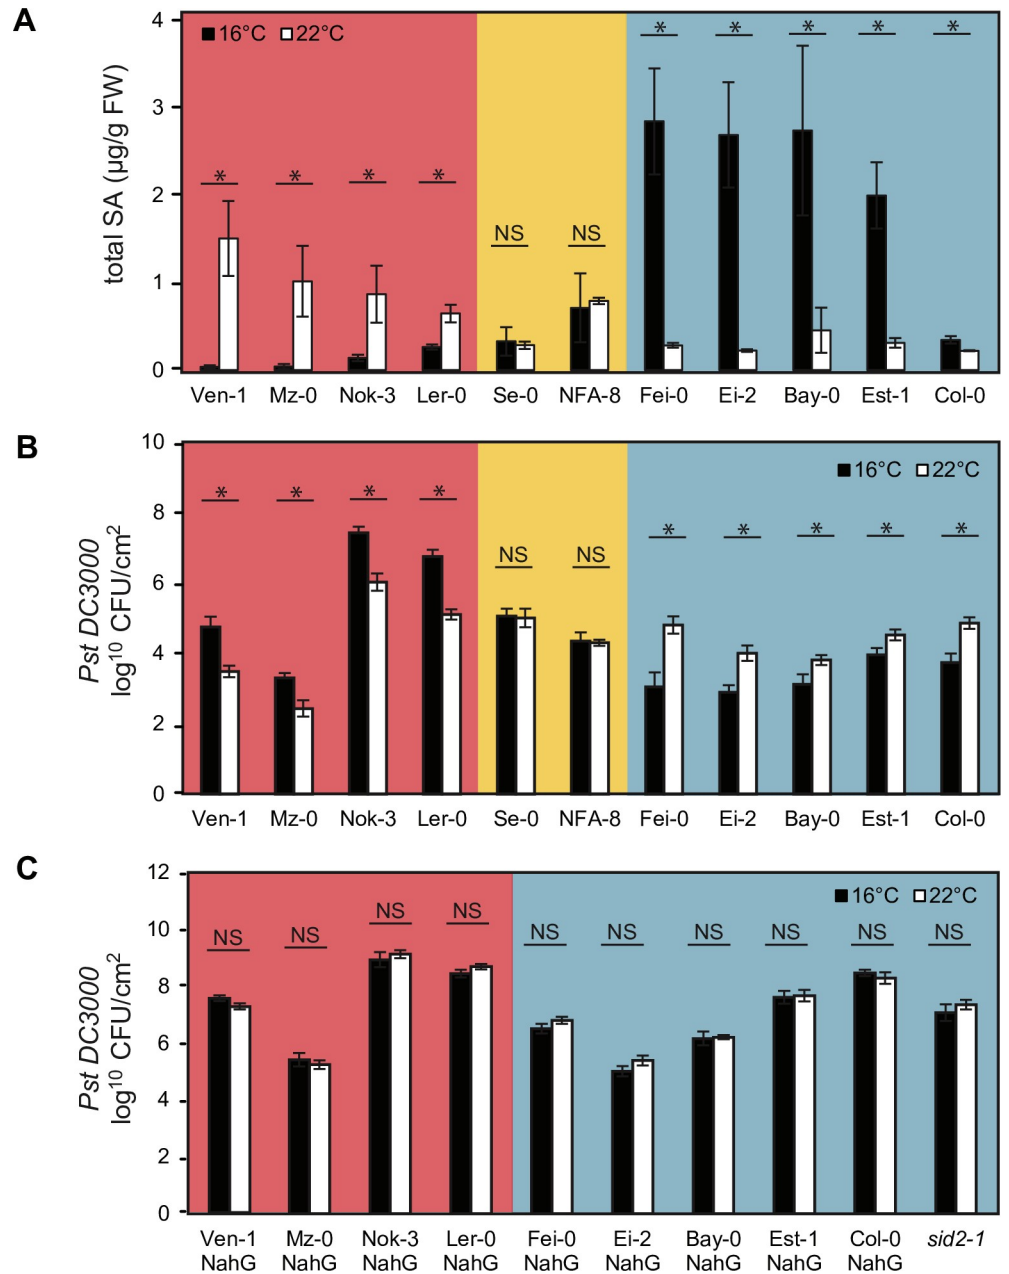 A
total SA (µg/g FW)
4
3
2
1
0
16°C 22°C
* * * * NS NS * * * * *
Ven-1 Mz-0 Nok-3 Ler-0 Se-0 NFA-8 Fei-0 Ei-2 Bay-0 Est-1 Col-0
B
Pst DC3000
log10 CFU/cm2
10
8
6
4
2
0
16°C 22°C
* * * * NS NS * * * * *
Ven-1 Mz-0 Nok-3 Ler-0 Se-0 NFA-8 Fei-0 Ei-2 Bay-0 Est-1 Col-0
C
Pst DC3000
log10 CFU/cm2
12
10
8
6
4
2
0
16°C 22°C
NS NS NS NS NS NS NS NS NS NS
Ven-1 Mz-0 Nok-3 Ler-0 Fei-0 Ei-2 Bay-0 Est-1 Col-0 sid2-1
NahG NahG NahG NahG NahG NahG NahG NahG NahG